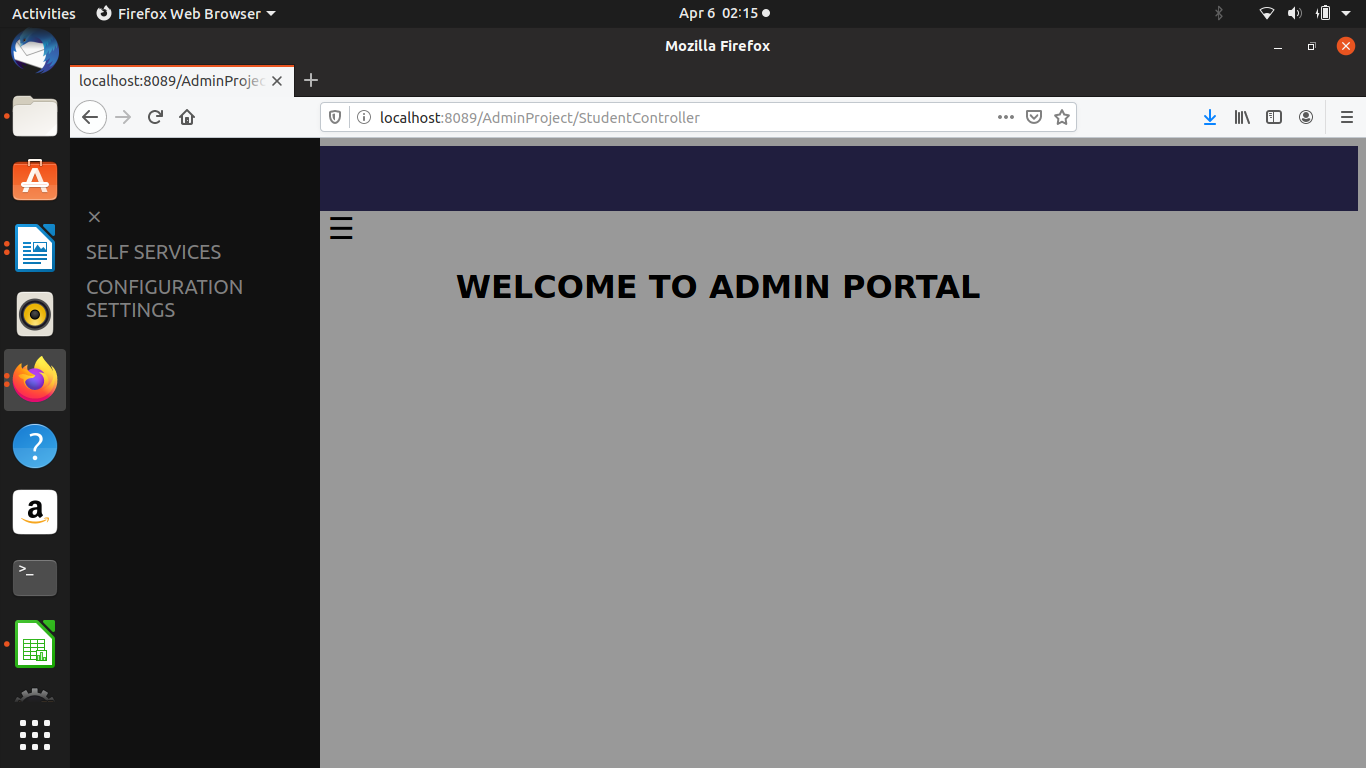 Activities Firefox Web Browser Apr 6 02:15
Mozilla Firefox
localhost:8089/AdminProjec
localhost:8089/AdminProject/StudentController
×
SELF SERVICES
CONFIGURATION
SETTINGS
☰
WELCOME TO ADMIN PORTAL
?
a
>_